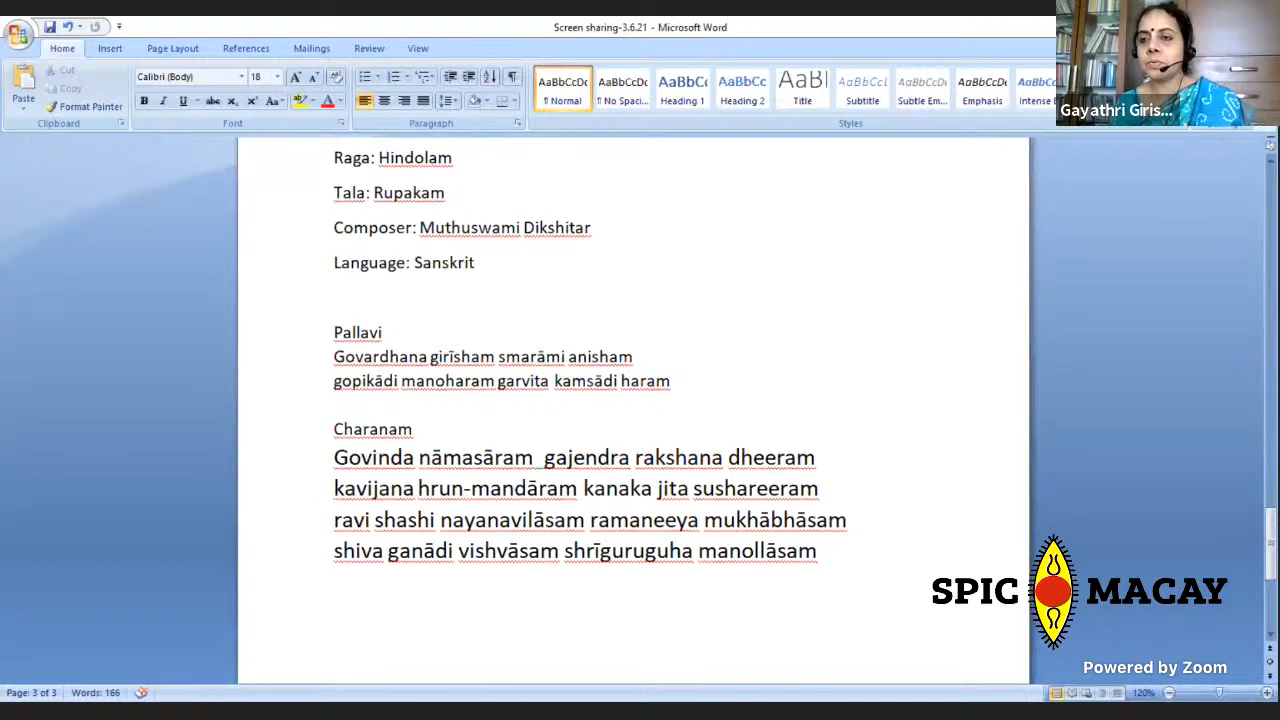 Screen sharing-3.6.21 - Microsoft Word
Home Insert Page Layout References Mailings Review View
Paste
Cut
Copy
Format Painter
Calibri (Body) 18
AaBbCcDc AaBbCcDc AaBbC AaBbCc AaBl AaBbCcL AaBbCcDc AaBbCcDc AaBbCcDc
¶ Normal ¶ No Spaci... Heading 1 Heading 2 Title Subtitle Subtle Em... Emphasis Intense E
Clipboard Font Paragraph Styles
Gayathri Giris...
Raga: Hindolam
Tala: Rupakam
Composer: Muthuswami Dikshitar
Language: Sanskrit
Pallavi
Govardhana girīsham smarāmi anisham
gopikādi manoharam garvita kamsādi haram
Charanam
Govinda nāmasāram gajendra rakshana dheeram
kavijana hrun-mandāram kanaka jita sushareeram
ravi shashi nayanavilāsam ramaneeya mukhābhāsam
shiva ganādi vishvāsam shrīguruguha manollāsam
SPIC MACAY
Powered by Zoom
Page: 3 of 3 Words: 166 120%